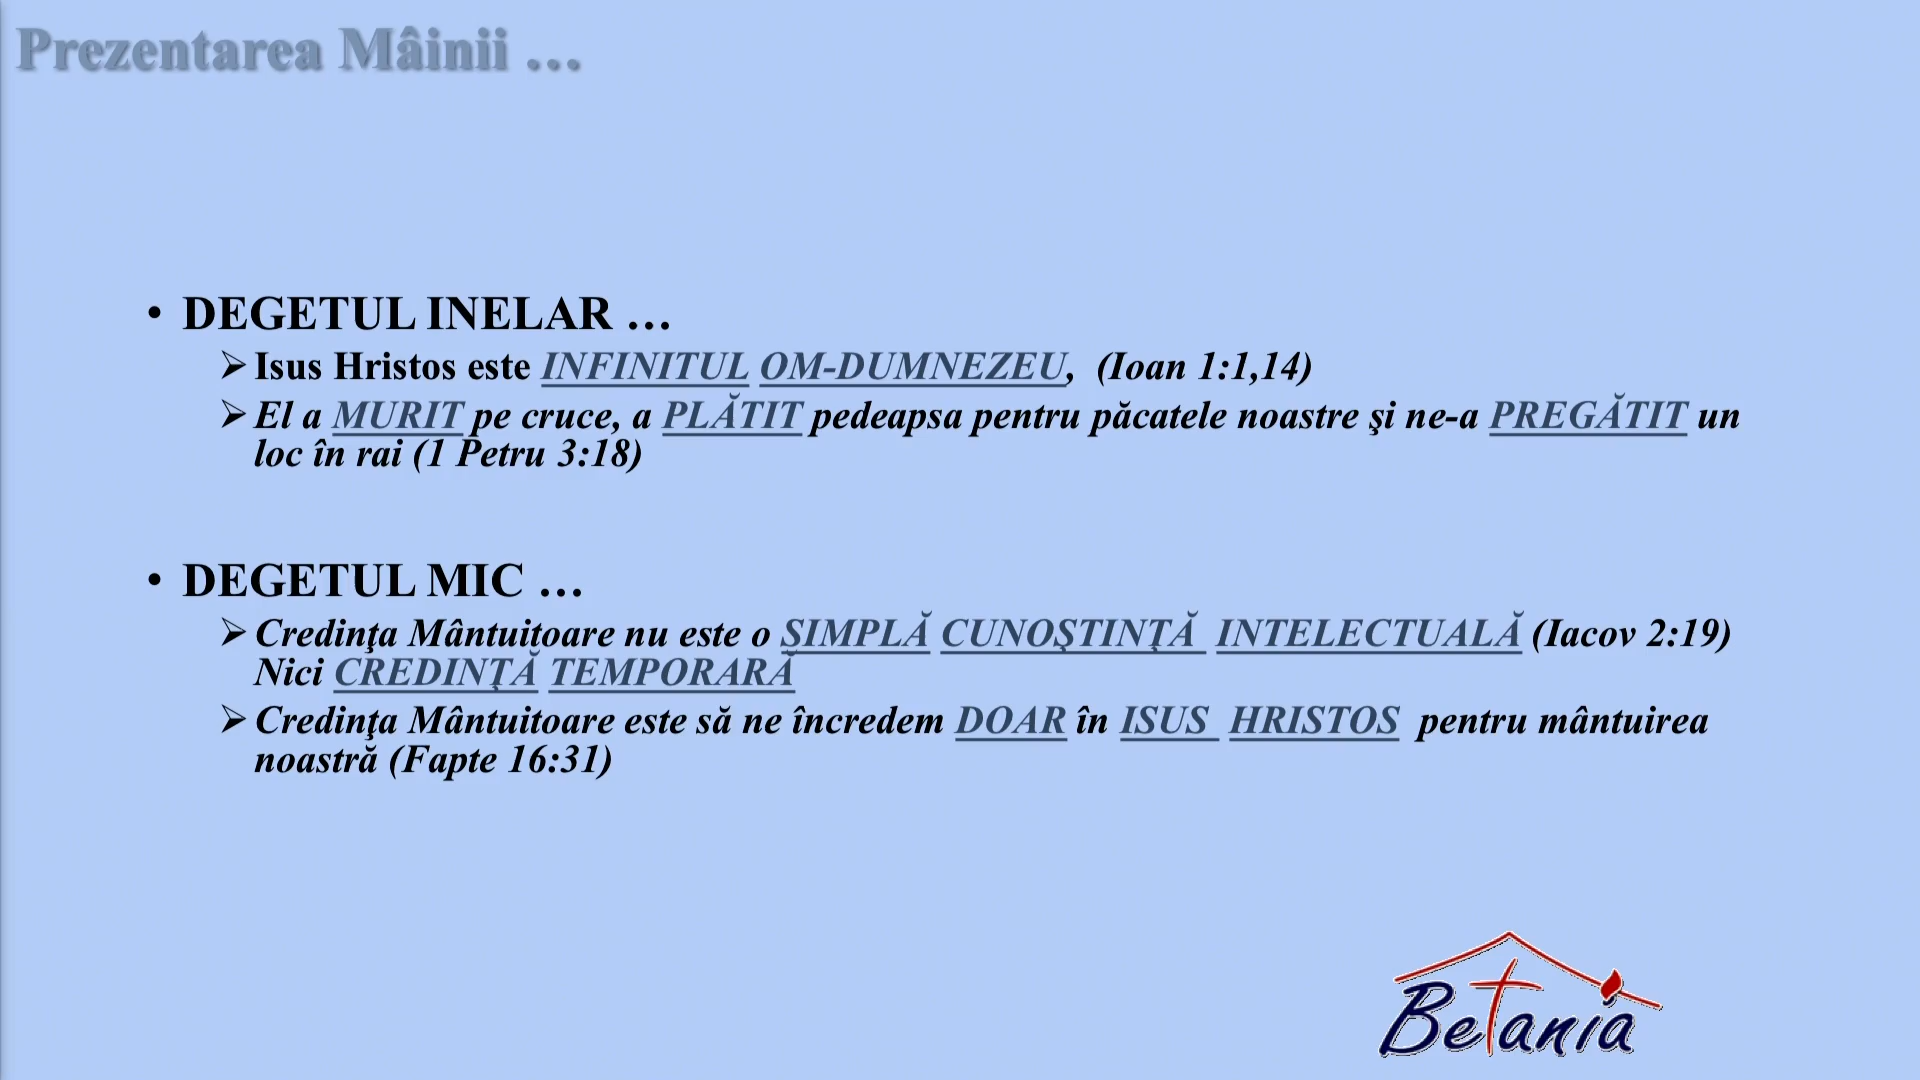 Prezentarea Mâinii …
• DEGETUL INELAR …
➢ Isus Hristos este INFINITUL OM-DUMNEZEU, (Ioan 1:1,14)
➢ El a MURIT pe cruce, a PLĂTIT pedeapsa pentru păcatele noastre şi ne-a PREGĂTIT un
loc în rai (1 Petru 3:18)
• DEGETUL MIC …
➢ Credinţa Mântuitoare nu este o SIMPLĂ CUNOŞTINŢĂ INTELECTUALĂ (Iacov 2:19)
Nici CREDINŢĂ TEMPORARĂ
➢ Credinţa Mântuitoare este să ne încredem DOAR în ISUS HRISTOS pentru mântuirea
noastră (Fapte 16:31)
Betania